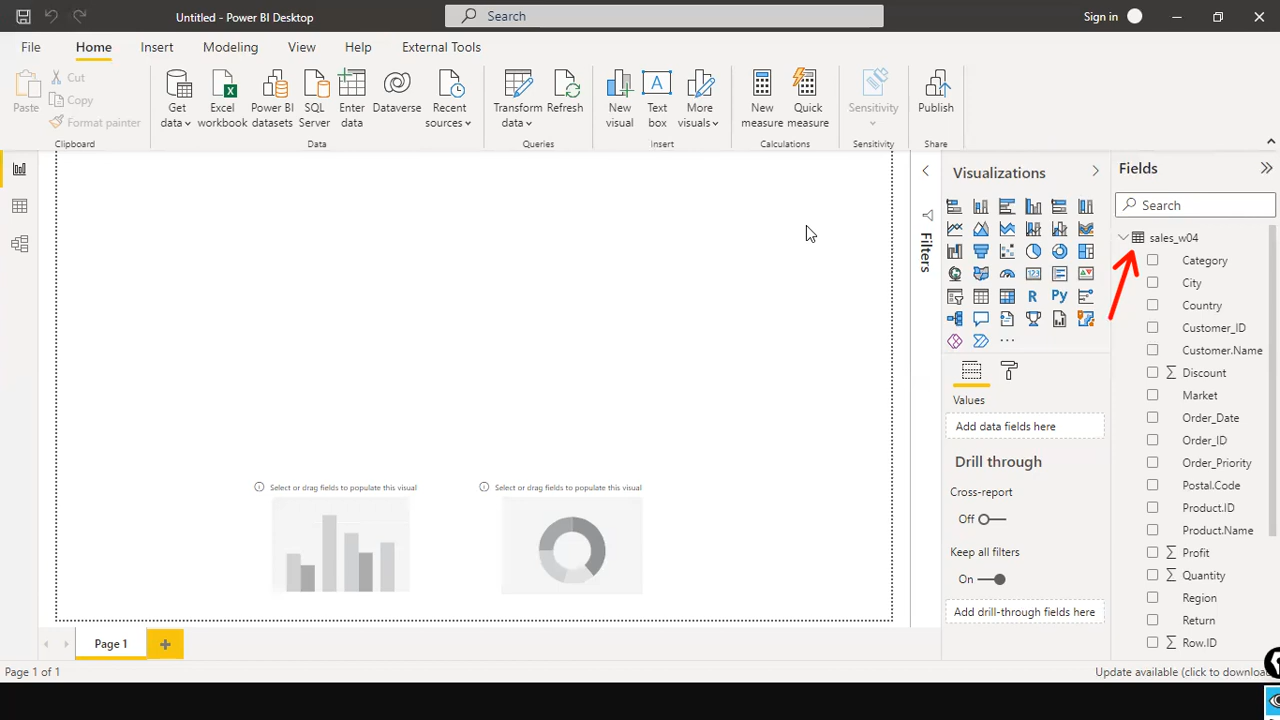 Untitled - Power BI Desktop
Search
Sign in
File
Home
Insert
Modeling
View
Help
External Tools
Paste
Cut
Copy
Format painter
Get data
Excel workbook
Power BI datasets
SQL Server
Enter data
Dataverse
Recent sources
Transform data
Refresh
New visual
Text box
More visuals
New measure
Quick measure
Sensitivity
Publish
Clipboard
Data
Queries
Insert
Calculations
Sensitivity
Share
Select or drag fields to populate this visual
Select or drag fields to populate this visual
Filters
Visualizations
R
Py
123
A
Values
Add data fields here
Drill through
Cross-report
Off
Keep all filters
On
Add drill-through fields here
Fields
Search
sales_w04
Category
City
Country
Customer_ID
Customer.Name
Σ Discount
Market
Order_Date
Order_ID
Order_Priority
Postal.Code
Product.ID
Product.Name
Σ Profit
Σ Quantity
Region
Return
Σ Row.ID
Page 1
Page 1 of 1
Update available (click to download